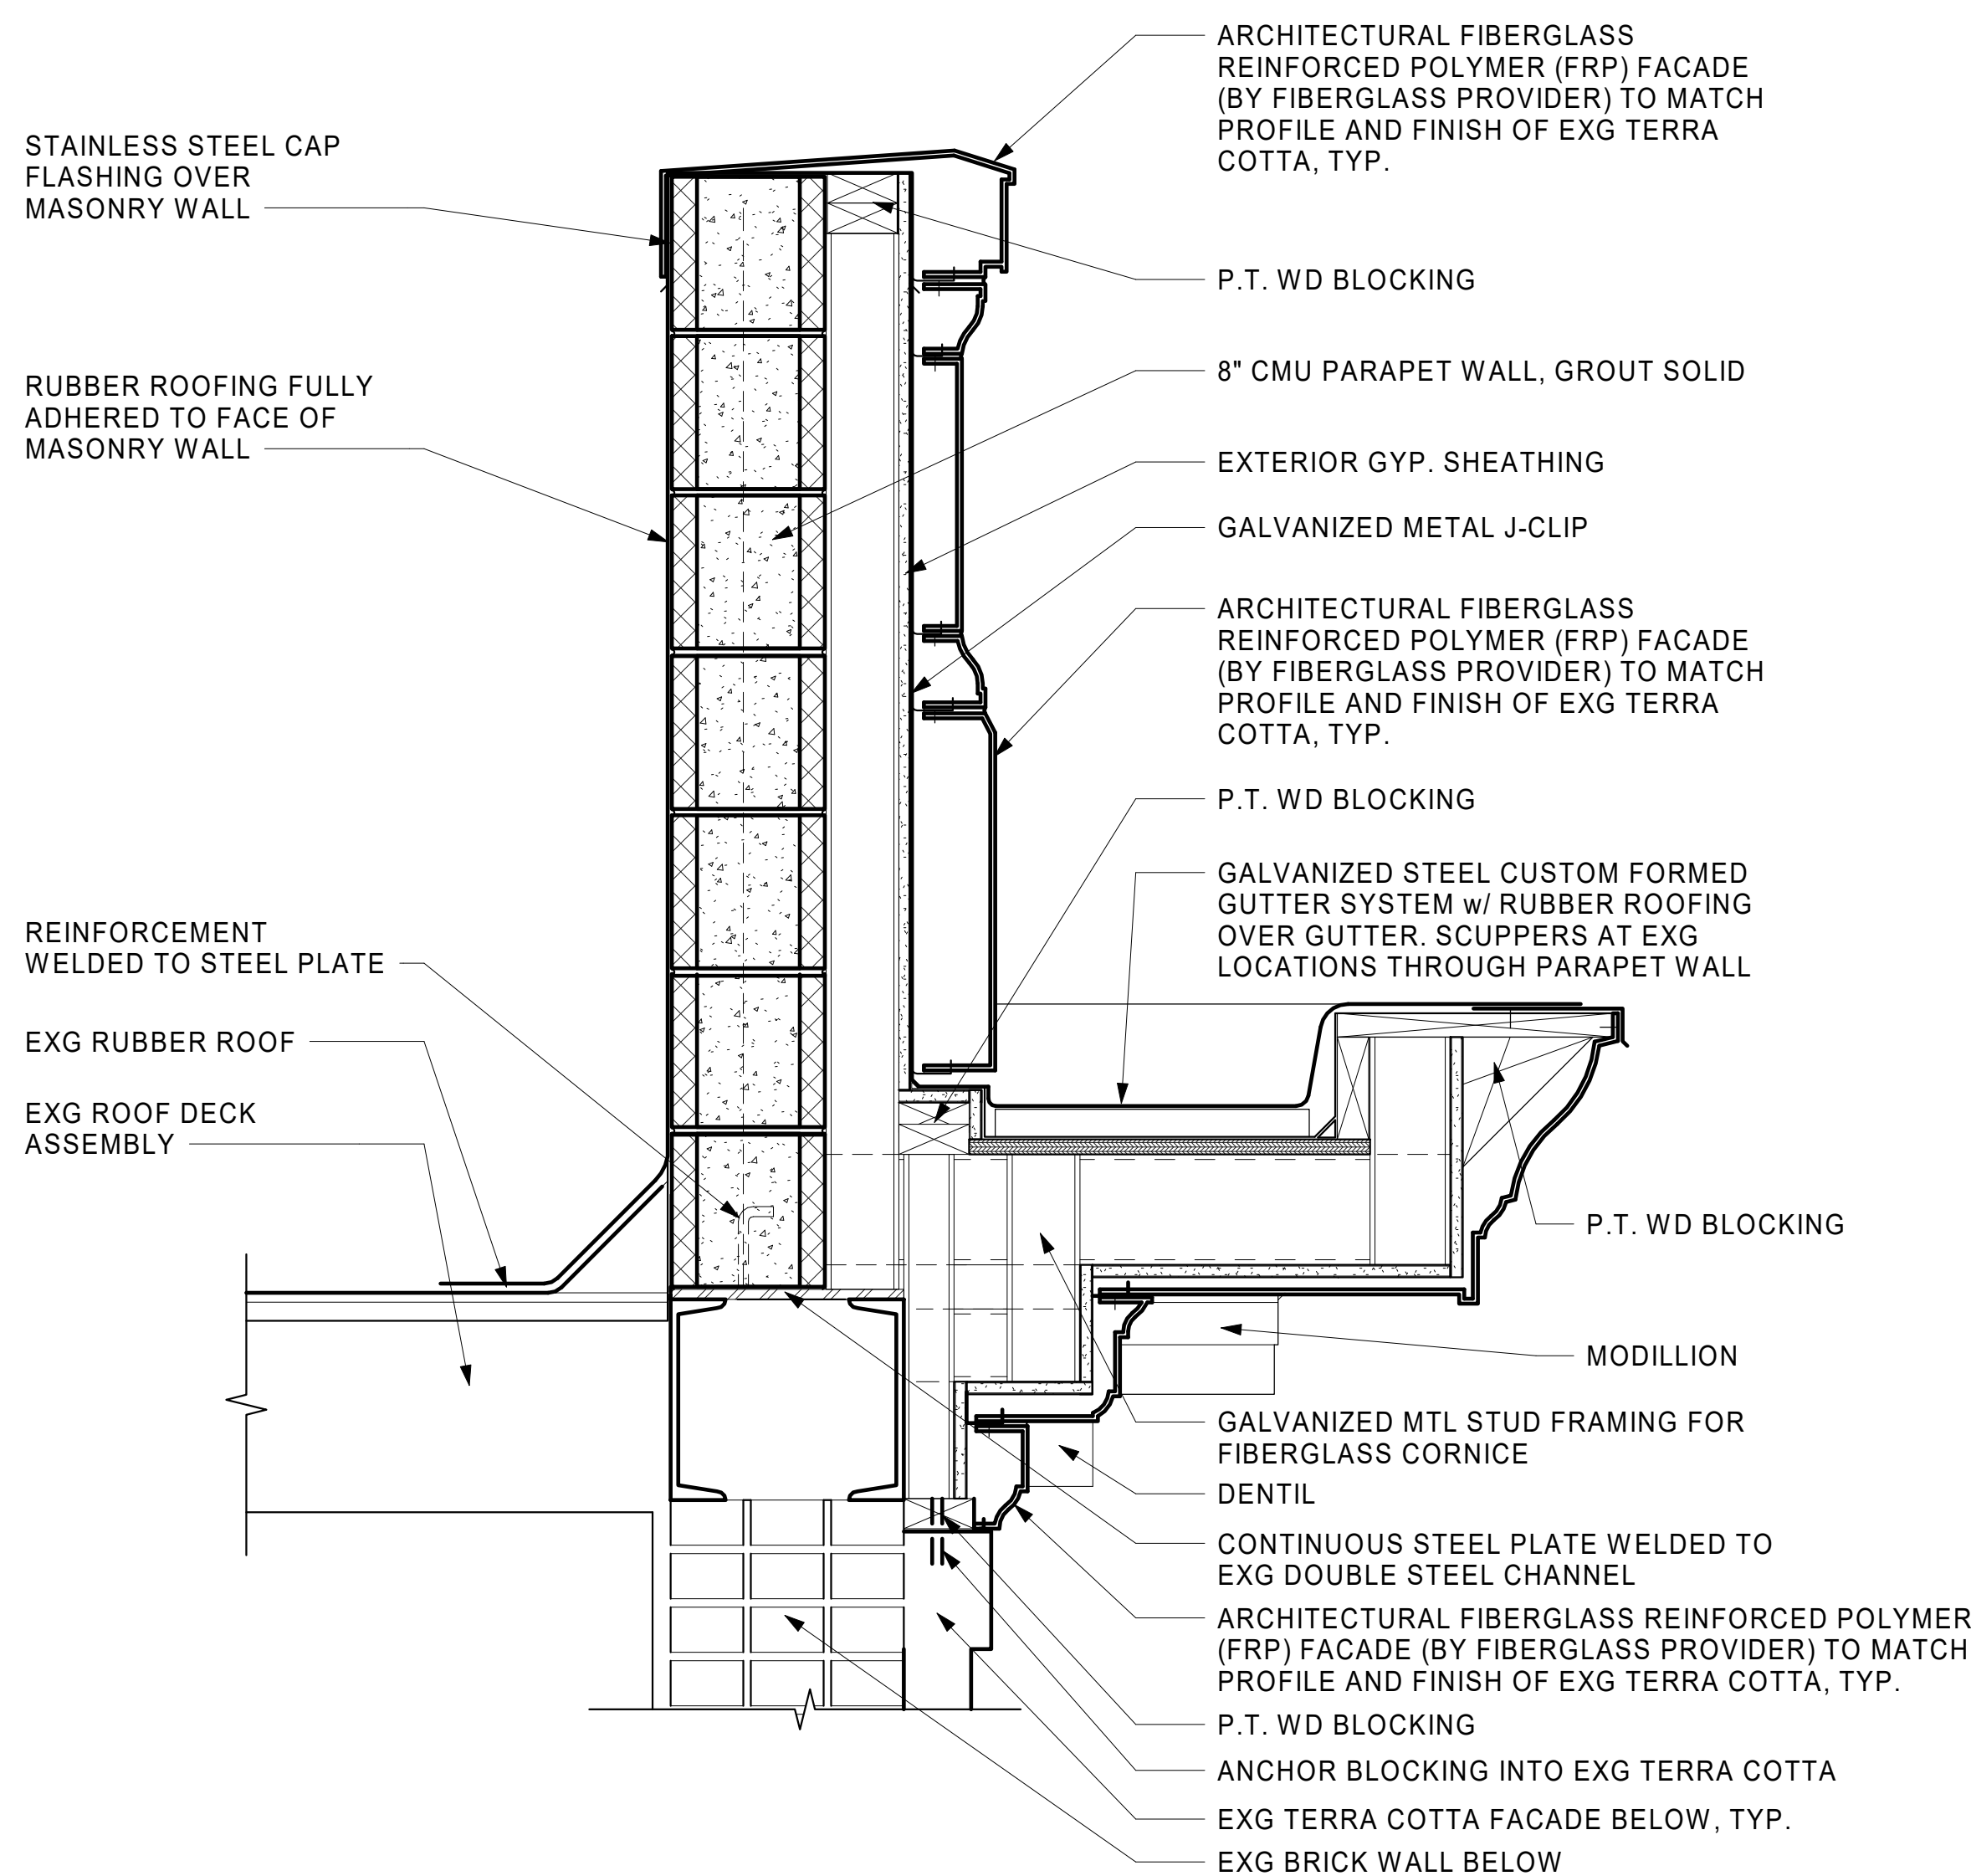 STAINLESS STEEL CAP
FLASHING OVER
MASONRY WALL
RUBBER ROOFING FULLY
ADHERED TO FACE OF
MASONRY WALL
REINFORCEMENT
WELDED TO STEEL PLATE
EXG RUBBER ROOF
EXG ROOF DECK
ASSEMBLY
ARCHITECTURAL FIBERGLASS
REINFORCED POLYMER (FRP) FACADE
(BY FIBERGLASS PROVIDER) TO MATCH
PROFILE AND FINISH OF EXG TERRA
COTTA, TYP.
P.T. WD BLOCKING
8" CMU PARAPET WALL, GROUT SOLID
EXTERIOR GYP. SHEATHING
GALVANIZED METAL J-CLIP
ARCHITECTURAL FIBERGLASS
REINFORCED POLYMER (FRP) FACADE
(BY FIBERGLASS PROVIDER) TO MATCH
PROFILE AND FINISH OF EXG TERRA
COTTA, TYP.
P.T. WD BLOCKING
GALVANIZED STEEL CUSTOM FORMED
GUTTER SYSTEM w/ RUBBER ROOFING
OVER GUTTER. SCUPPERS AT EXG
LOCATIONS THROUGH PARAPET WALL
P.T. WD BLOCKING
MODILLION
GALVANIZED MTL STUD FRAMING FOR
FIBERGLASS CORNICE
DENTIL
CONTINUOUS STEEL PLATE WELDED TO
EXG DOUBLE STEEL CHANNEL
ARCHITECTURAL FIBERGLASS REINFORCED POLYMER
(FRP) FACADE (BY FIBERGLASS PROVIDER) TO MATCH
PROFILE AND FINISH OF EXG TERRA COTTA, TYP.
P.T. WD BLOCKING
ANCHOR BLOCKING INTO EXG TERRA COTTA
EXG TERRA COTTA FACADE BELOW, TYP.
EXG BRICK WALL BELOW